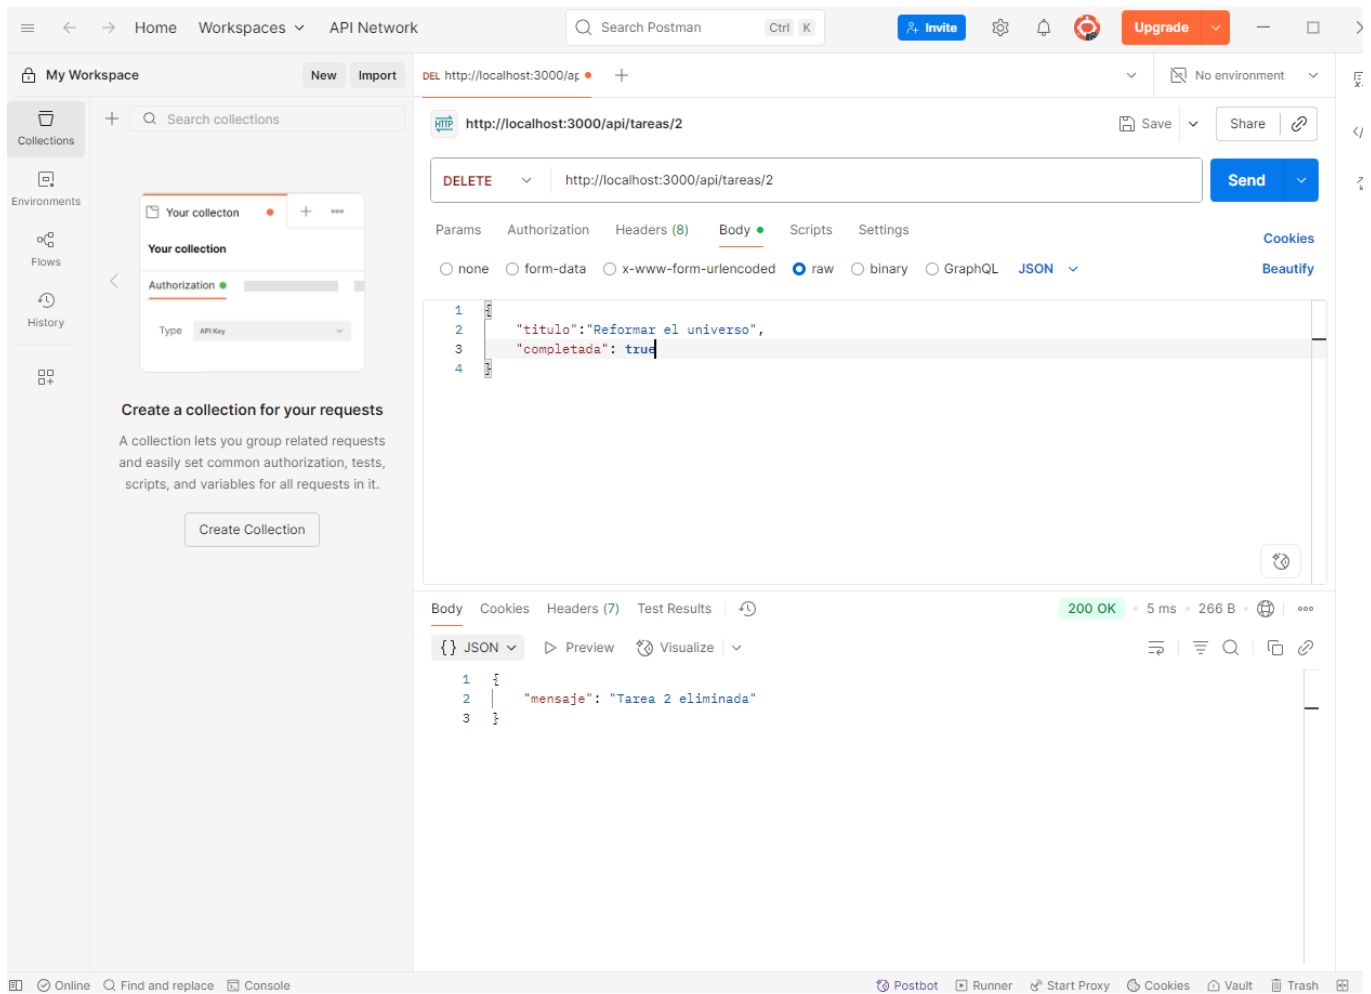 Home Workspaces API Network Search Postman Ctrl K Invite Upgrade
My Workspace New Import DEL http://localhost:3000/ap No environment
Search collections
Collections
Environments
Flows
History
Your collecton
Your collection
Authorization
Type API Key
Create a collection for your requests
A collection lets you group related requests
and easily set common authorization, tests,
scripts, and variables for all requests in it.
Create Collection
HTTP http://localhost:3000/api/tareas/2 Save Share
DELETE http://localhost:3000/api/tareas/2 Send
Params Authorization Headers (8) Body Scripts Settings Cookies
none form-data x-www-form-urlencoded raw binary GraphQL JSON Beautify
1 {
2 "titulo":"Reformar el universo",
3 "completada": true
4 }
Body Cookies Headers (7) Test Results 200 OK 5 ms 266 B
{} JSON Preview Visualize
1 {
2 "mensaje": "Tarea 2 eliminada"
3 }
Online Find and replace Console Postbot Runner Start Proxy Cookies Vault Trash